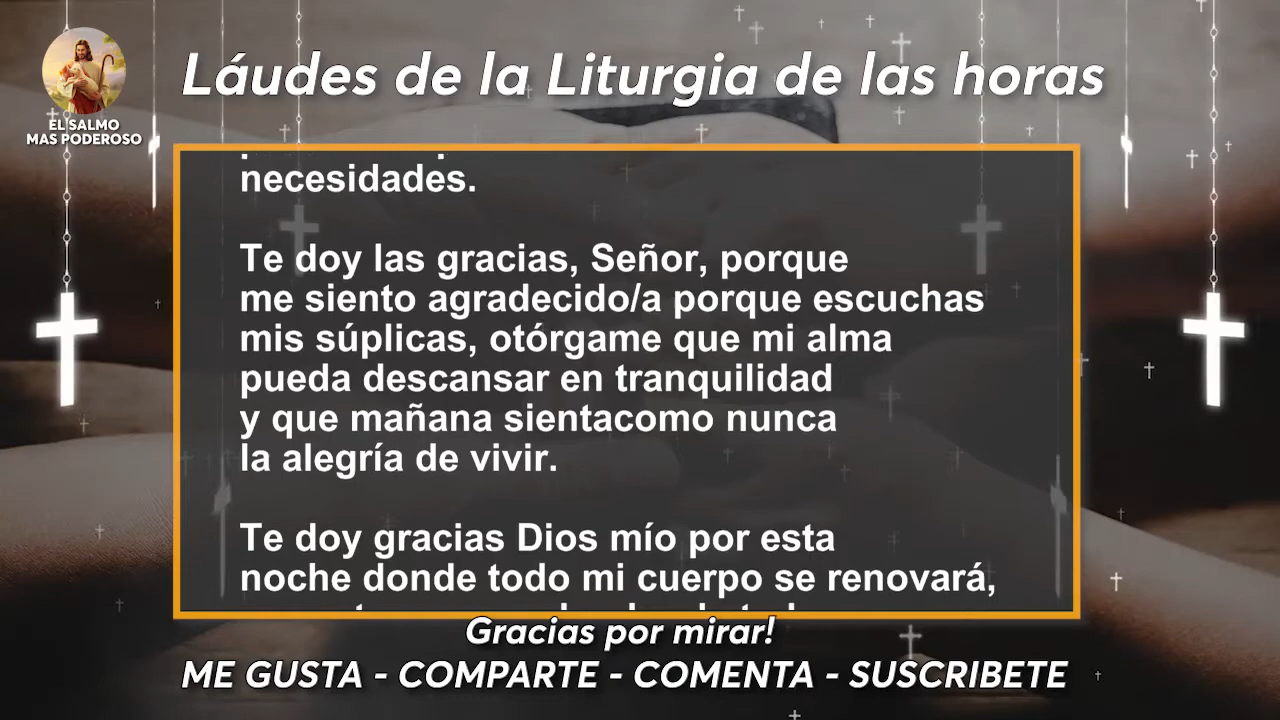 Láudes de la Liturgia de las horas
EL SALMO
MAS PODEROSO
necesidades.
Te doy las gracias, Señor, porque
me siento agradecido/a porque escuchas
mis súplicas, otórgame que mi alma
pueda descansar en tranquilidad
y que mañana sientacomo nunca
la alegría de vivir.
Te doy gracias Dios mío por esta
noche donde todo mi cuerpo se renovará,
Gracias por mirar!
ME GUSTA - COMPARTE - COMENTA - SUSCRIBETE